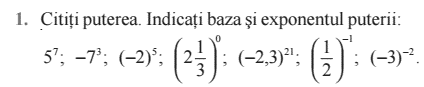 1. Citiți puterea. Indicați baza şi exponentul puterii:
5⁷; −7³; (−2)⁵; (2 1/3)⁰; (−2,3)²¹; (1/2)⁻¹; (−3)⁻².